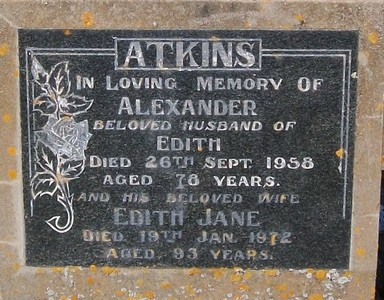 ATKINS
IN LOVING MEMORY OF
ALEXANDER
BELOVED HUSBAND OF
EDITH
DIED 26TH SEPT 1958
AGED 78 YEARS.
AND HIS BELOVED WIFE
EDITH JANE
DIED 19TH JAN. 1972
AGED 93 YEARS.